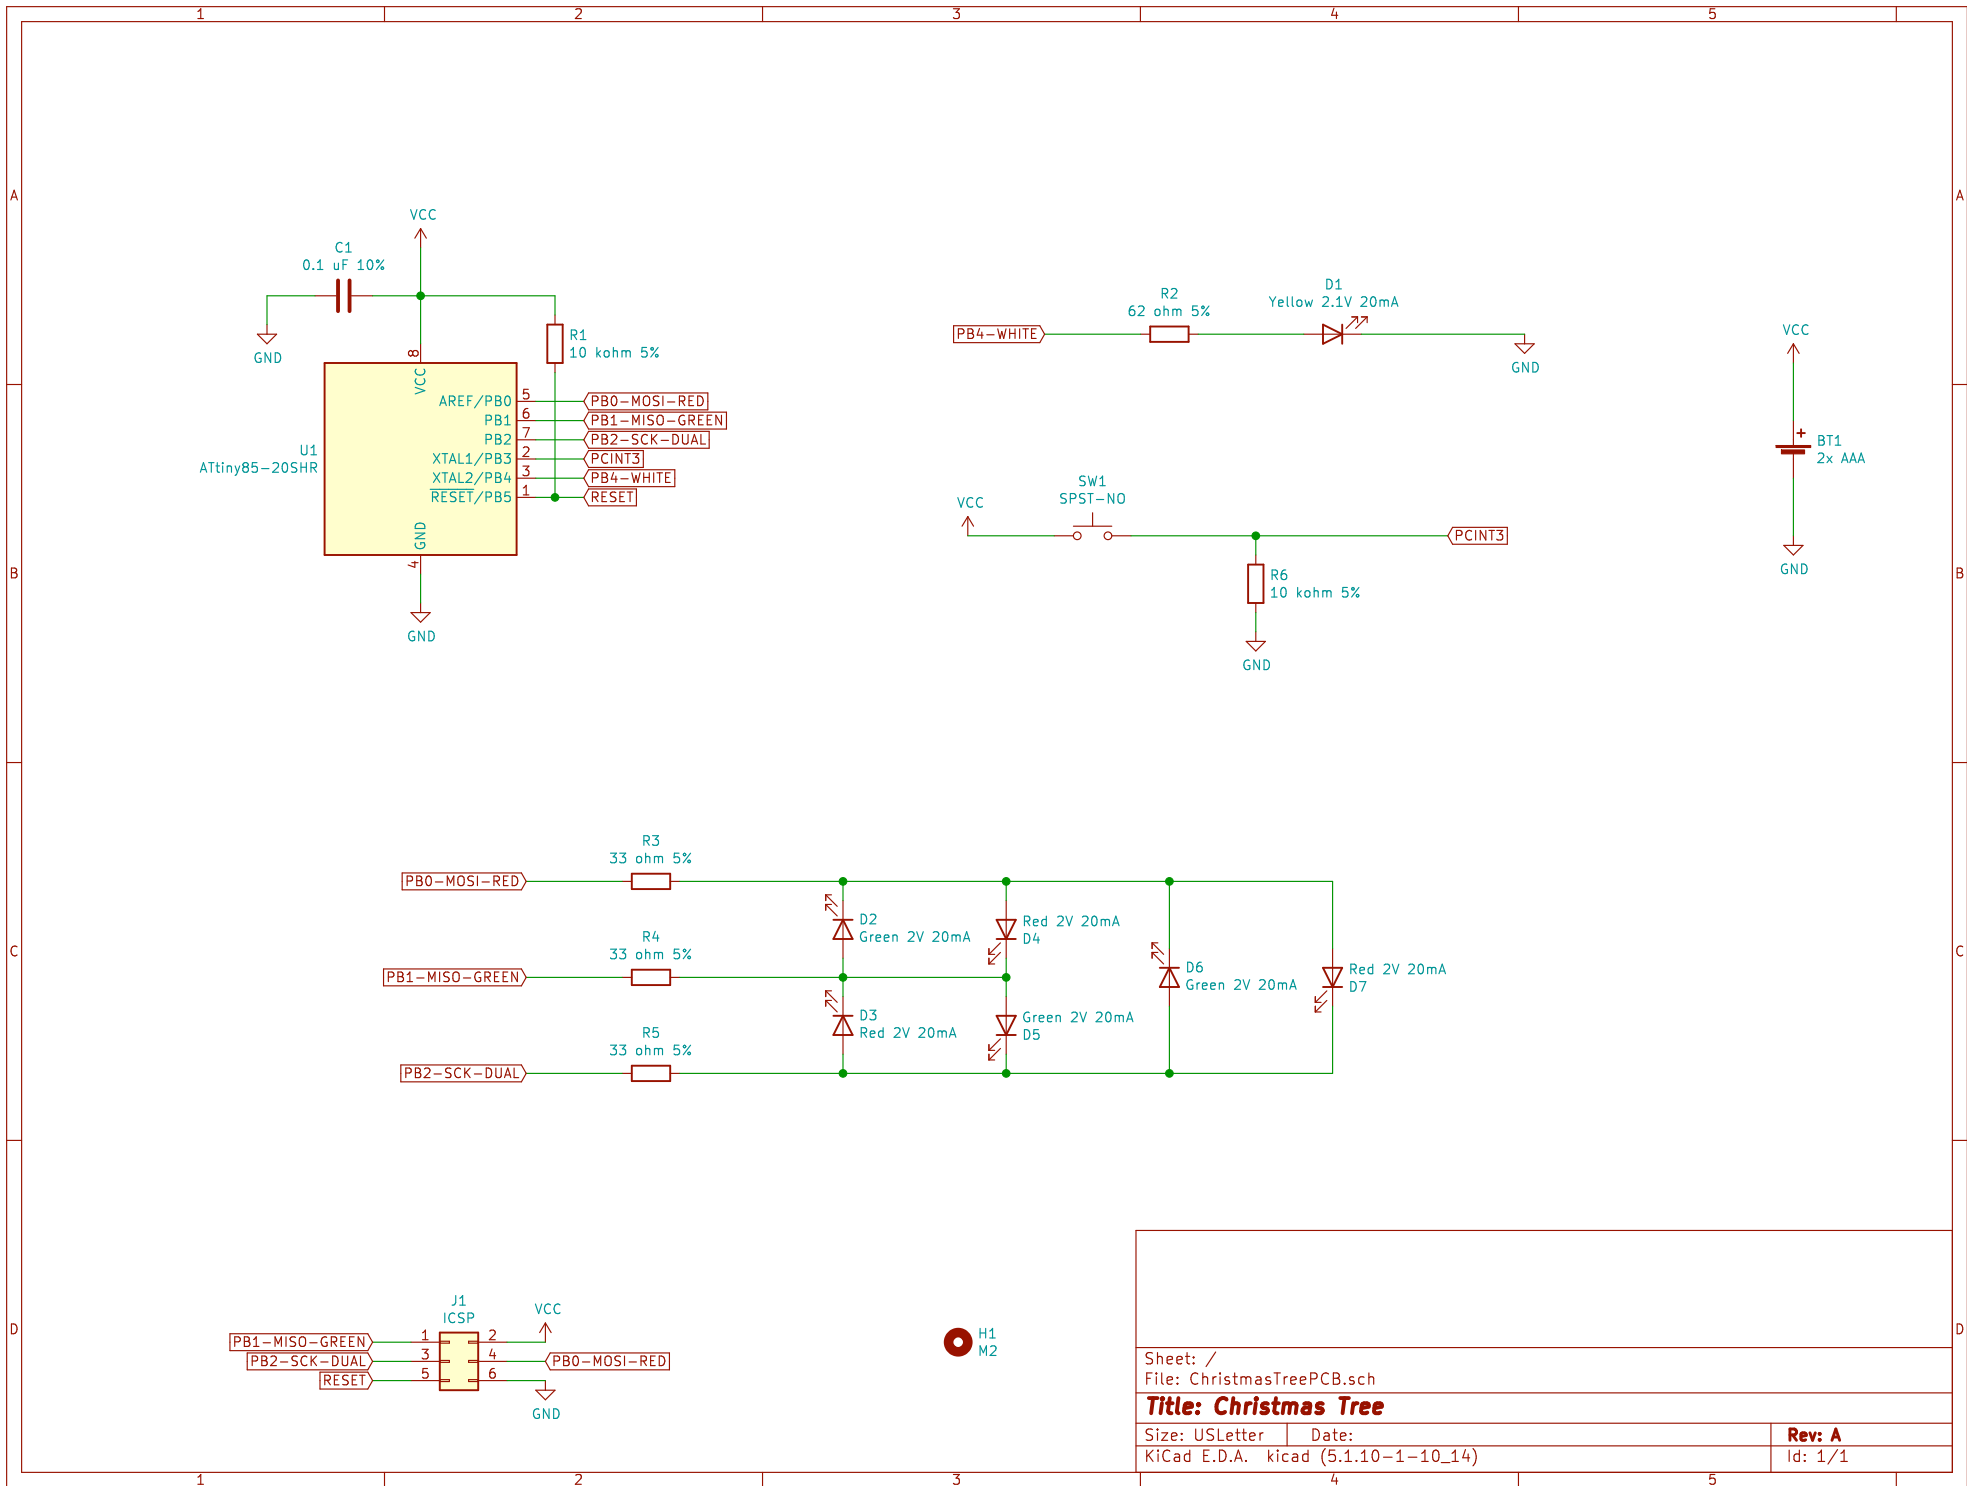 1 2 3 4 5
A A
VCC
C1
0.1 uF 10%
GND
R1
10 kohm 5%
8
VCC
AREF/PB0 5 PB0-MOSI-RED
PB1 6 PB1-MISO-GREEN
PB2 7 PB2-SCK-DUAL
XTAL1/PB3 2 PCINT3
XTAL2/PB4 3 PB4-WHITE
RESET/PB5 1 RESET
U1
ATtiny85-20SHR
GND
4
GND
PB4-WHITE
R2
62 ohm 5%
D1
Yellow 2.1V 20mA
GND
VCC
+
BT1
2x AAA
GND
VCC
SW1
SPST-NO
PCINT3
R6
10 kohm 5%
GND
B B
R3
33 ohm 5%
PB0-MOSI-RED
R4
33 ohm 5%
PB1-MISO-GREEN
R5
33 ohm 5%
PB2-SCK-DUAL
D2
Green 2V 20mA
Red 2V 20mA
D4
D3
Red 2V 20mA
Green 2V 20mA
D5
D6
Green 2V 20mA
Red 2V 20mA
D7
C C
J1
ICSP
VCC
PB1-MISO-GREEN 1 2
PB2-SCK-DUAL 3 4 PB0-MOSI-RED
RESET 5 6
GND
H1
M2
D D
Sheet: /
File: ChristmasTreePCB.sch
Title: Christmas Tree
Size: USLetter Date: Rev: A
KiCad E.D.A. kicad (5.1.10-1-10_14) Id: 1/1
1 2 3 4 5